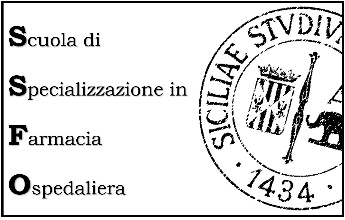 Scuola di
Specializzazione in
Farmacia
Ospedaliera
SICILIAE STVDIV
· 1434 ·
A